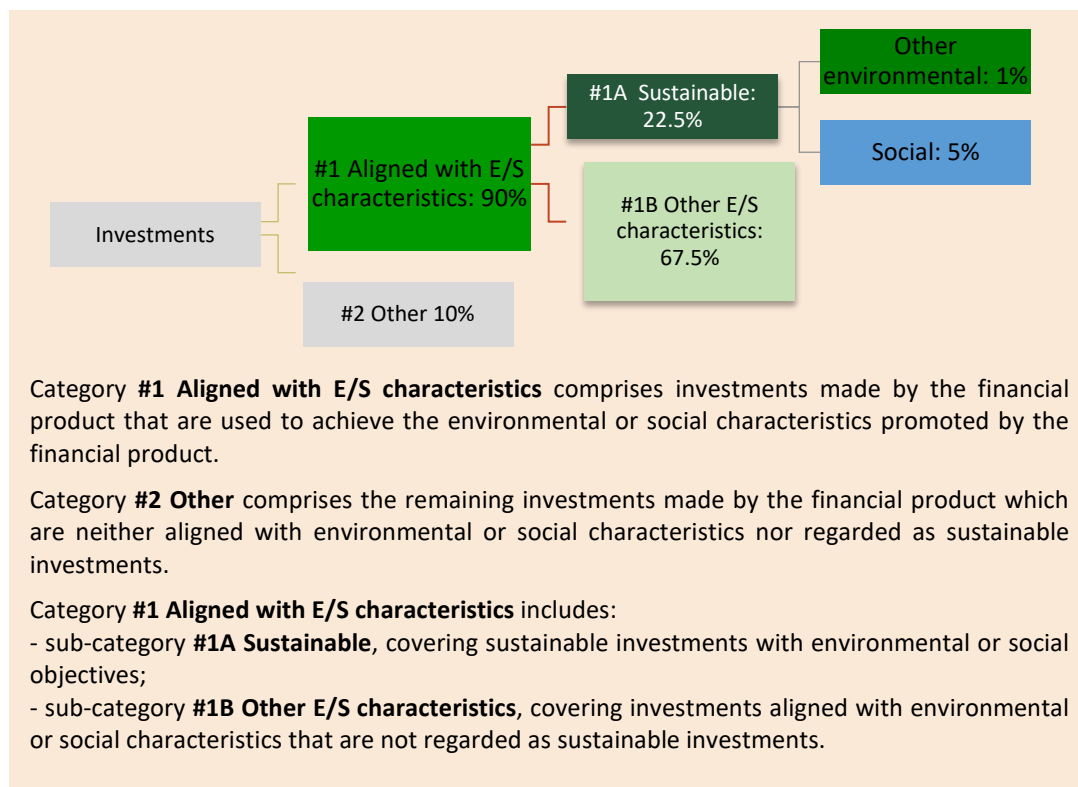 Other
environmental: 1%
#1A Sustainable:
22.5%
Social: 5%
#1 Aligned with E/S
characteristics: 90%
#1B Other E/S
characteristics:
67.5%
Investments
#2 Other 10%
Category #1 Aligned with E/S characteristics comprises investments made by the financial
product that are used to achieve the environmental or social characteristics promoted by the
financial product.
Category #2 Other comprises the remaining investments made by the financial product which
are neither aligned with environmental or social characteristics nor regarded as sustainable
investments.
Category #1 Aligned with E/S characteristics includes:
- sub-category #1A Sustainable, covering sustainable investments with environmental or social
objectives;
- sub-category #1B Other E/S characteristics, covering investments aligned with environmental
or social characteristics that are not regarded as sustainable investments.